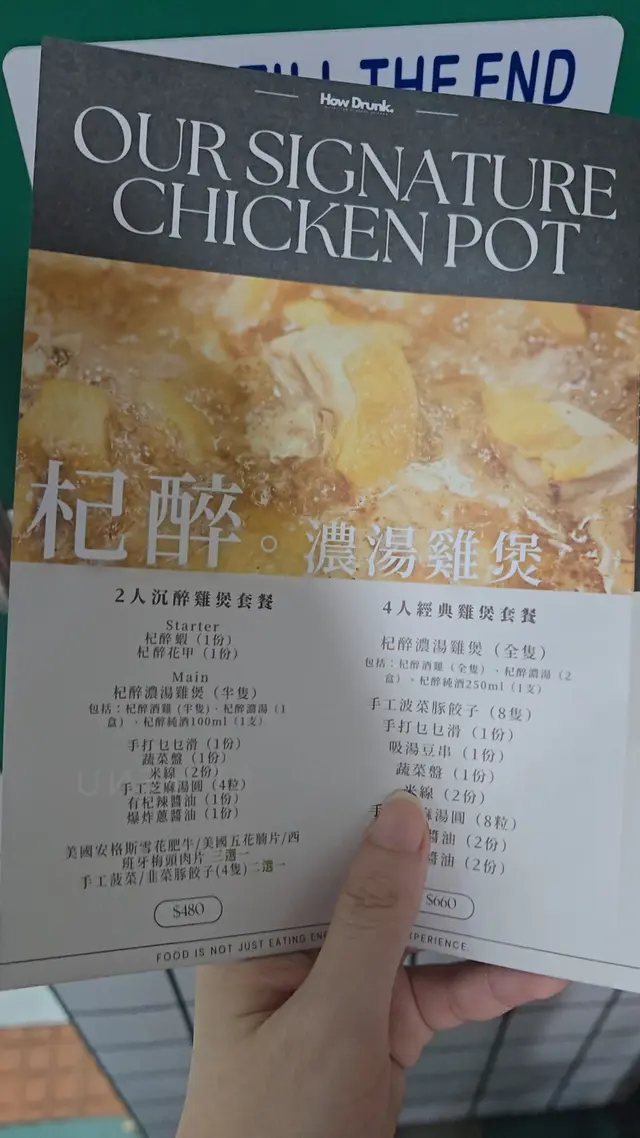 THE END
How Drunk.
OUR SIGNATURE
CHICKEN POT
杞醉。濃湯雞煲
2人沉醉雞煲套餐
Starter
杞醉蝦（1份）
杞醉花甲（1份）
Main
杞醉濃湯雞煲（半隻）
包括：杞醉酒雞（半隻）、杞醉濃湯（1
盒）、杞醉純酒100ml（1支）
手打乜乜滑（1份）
蔬菜盤（1份）
米線（2份）
手工芝麻湯圓（4粒）
有杞辣醬油（1份）
爆炸蔥醬油（1份）
美國安格斯雪花肥牛/美國五花腩片/西
班牙梅頭肉片 三選一
手工菠菜/韭菜豚餃子(4隻)二選一
$480
4人經典雞煲套餐
杞醉濃湯雞煲（全隻）
包括：杞醉酒雞（全隻）、杞醉濃湯（2
盒）、杞醉純酒250ml（1支）
手工菠菜豚餃子（8隻）
手打乜乜滑（1份）
吸湯豆串（1份）
蔬菜盤（1份）
米線（2份）
手 麻湯圓（8粒）
醬油（2份）
醬油（2份）
$660
FOOD IS NOT JUST EATING